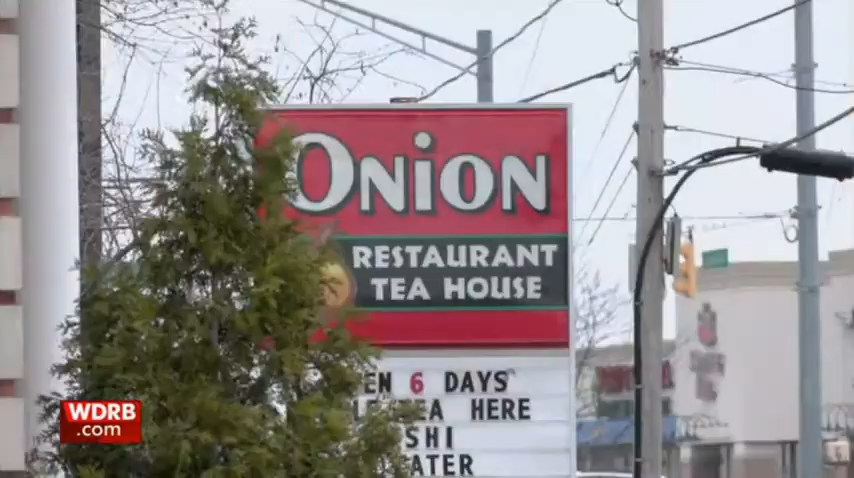 Onion
RESTAURANT
TEA HOUSE
EN 6 DAYS
EA HERE
SHI
ATER
WDRB
.com